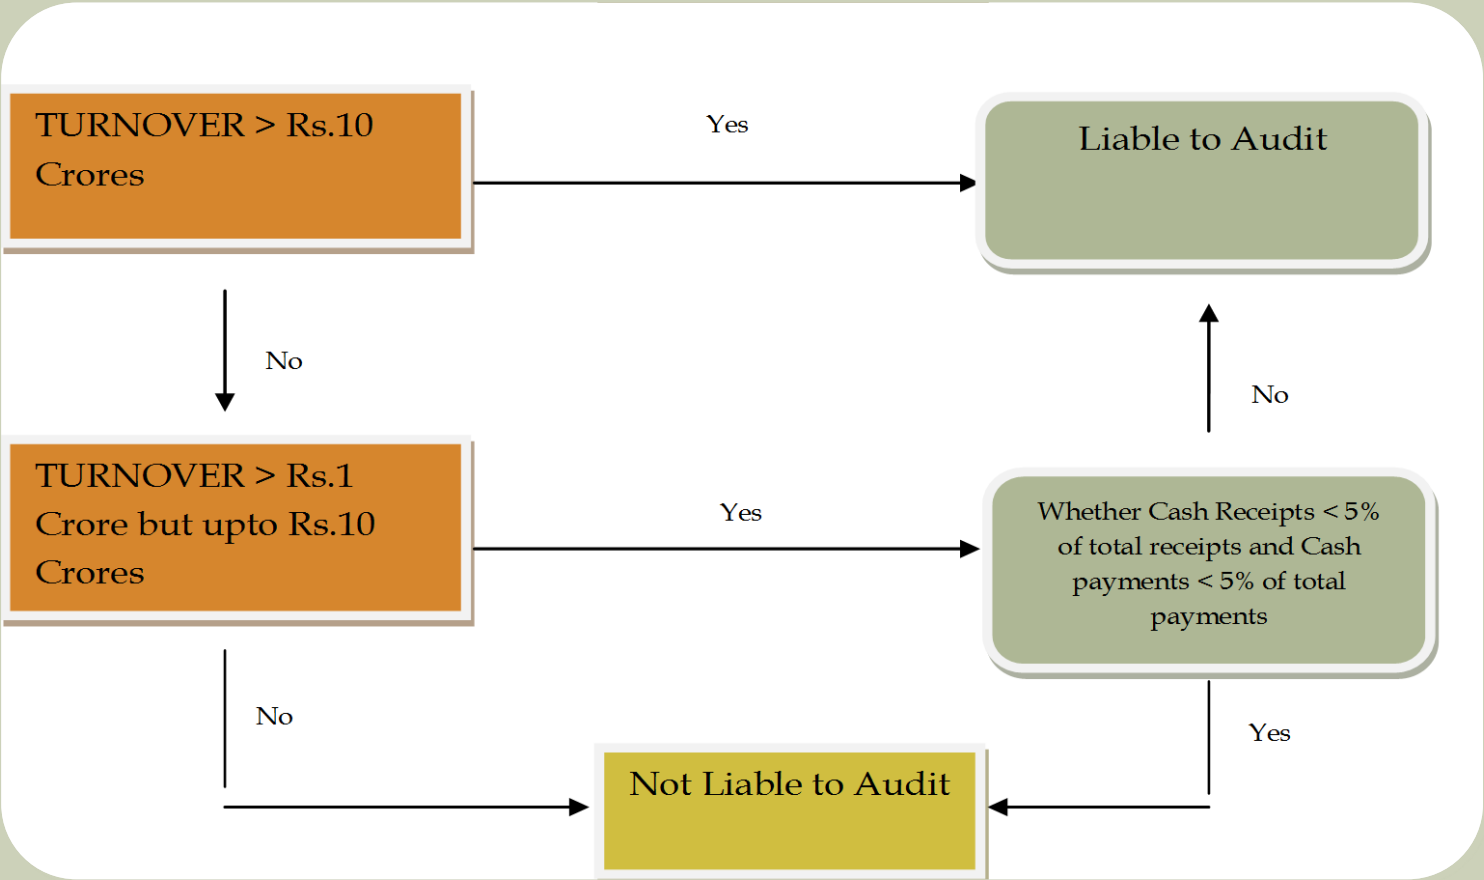 TURNOVER > Rs.10
Crores
Yes
Liable to Audit
No
No
TURNOVER > Rs.1
Crore but upto Rs.10
Crores
Yes
Whether Cash Receipts < 5%
of total receipts and Cash
payments < 5% of total
payments
No
Yes
Not Liable to Audit